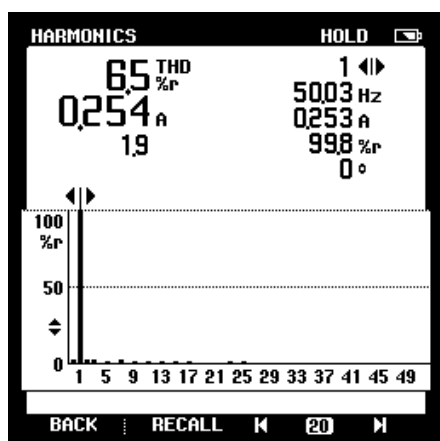 HARMONICS HOLD
6,5 THD %r 1
50,03 Hz
0,254 A 0,253 A
1,9 99,8 %r
0 °
100
%r
50
0
1 5 9 13 17 21 25 29 33 37 41 45 49
BACK RECALL 20